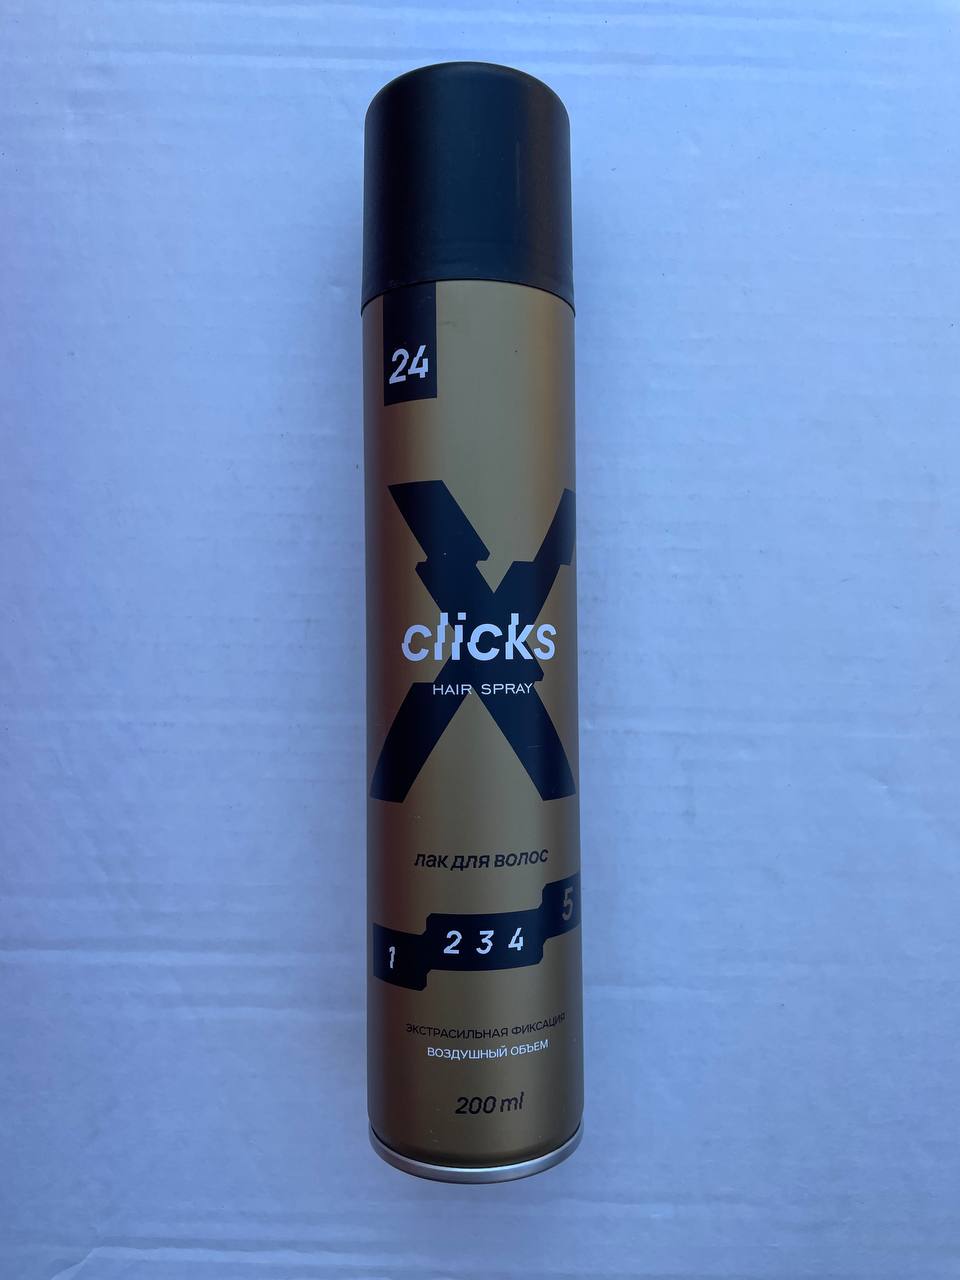 24
X
clicks
HAIR SPRAY
лак для волос
1 2 3 4 5
ЭКСТРАСИЛЬНАЯ ФИКСАЦИЯ
ВОЗДУШНЫЙ ОБЪЕМ
200 ml